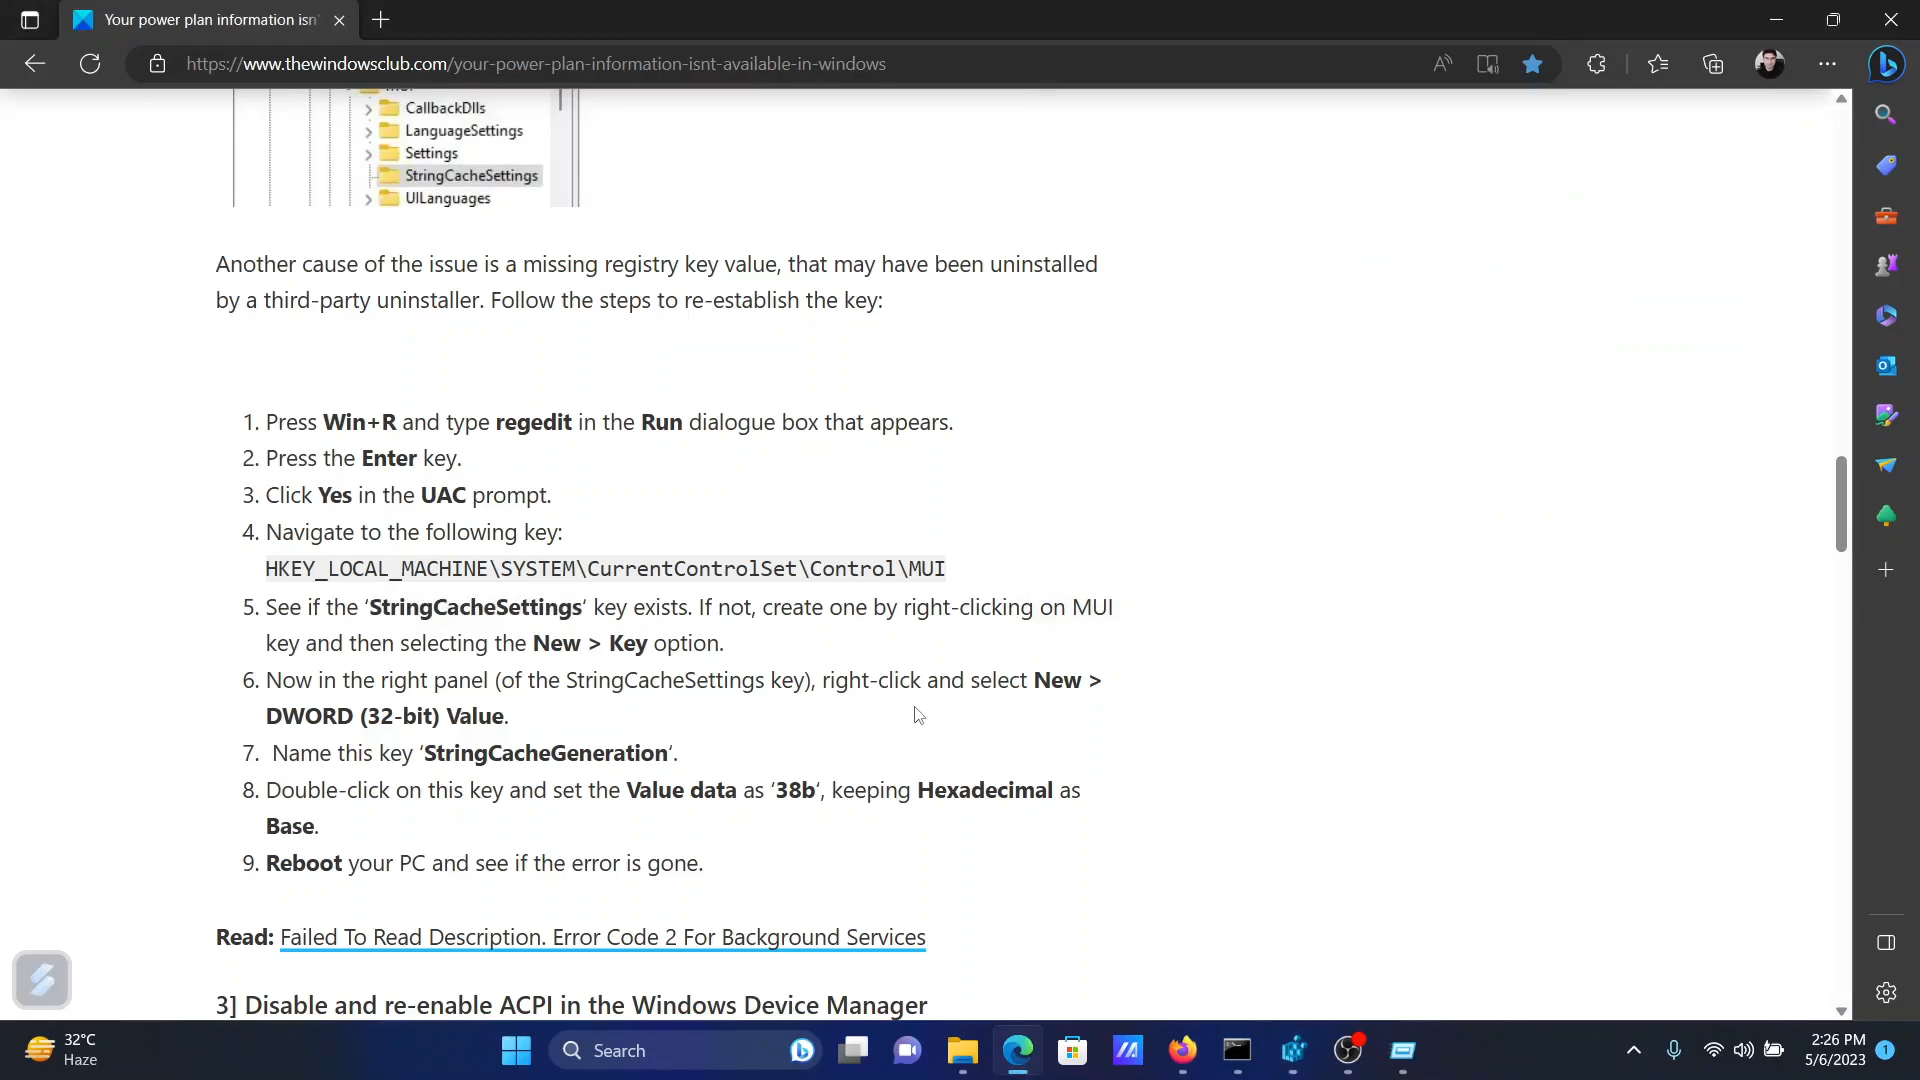 Your power plan information isn'
https://www.thewindowsclub.com/your-power-plan-information-isnt-available-in-windows
CallbackDlls
LanguageSettings
Settings
StringCacheSettings
UILanguages
Another cause of the issue is a missing registry key value, that may have been uninstalled
by a third-party uninstaller. Follow the steps to re-establish the key:
1. Press Win+R and type regedit in the Run dialogue box that appears.
2. Press the Enter key.
3. Click Yes in the UAC prompt.
4. Navigate to the following key:
HKEY_LOCAL_MACHINE\SYSTEM\CurrentControlSet\Control\MUI
5. See if the ‘StringCacheSettings‘ key exists. If not, create one by right-clicking on MUI
key and then selecting the New > Key option.
6. Now in the right panel (of the StringCacheSettings key), right-click and select New >
DWORD (32-bit) Value.
7. Name this key ‘StringCacheGeneration‘.
8. Double-click on this key and set the Value data as ‘38b‘, keeping Hexadecimal as
Base.
9. Reboot your PC and see if the error is gone.
Read: Failed To Read Description. Error Code 2 For Background Services
3] Disable and re-enable ACPI in the Windows Device Manager
32°C
Haze
Search
2:26 PM
5/6/2023
1